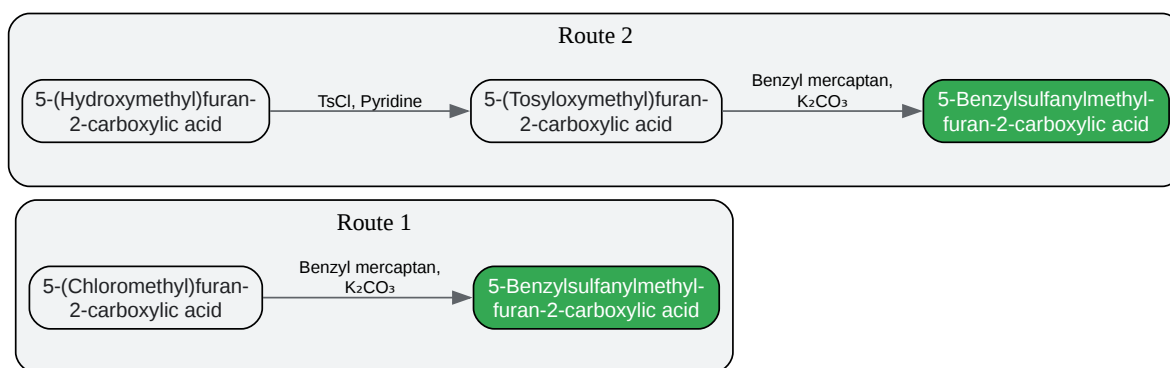 Route 2
5-(Hydroxymethyl)furan-
2-carboxylic acid
TsCl, Pyridine
5-(Tosyloxymethyl)furan-
2-carboxylic acid
Benzyl mercaptan,
K₂CO₃
5-Benzylsulfanylmethyl-
furan-2-carboxylic acid
Route 1
5-(Chloromethyl)furan-
2-carboxylic acid
Benzyl mercaptan,
K₂CO₃
5-Benzylsulfanylmethyl-
furan-2-carboxylic acid